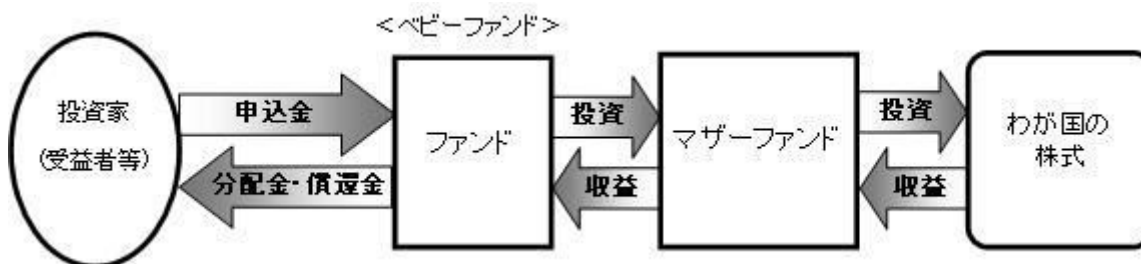 ＜ベビーファンド＞
投資家
(受益者等)
申込金
分配金・償還金
ファンド
投資
収益
マザーファンド
投資
収益
わが国の
株式